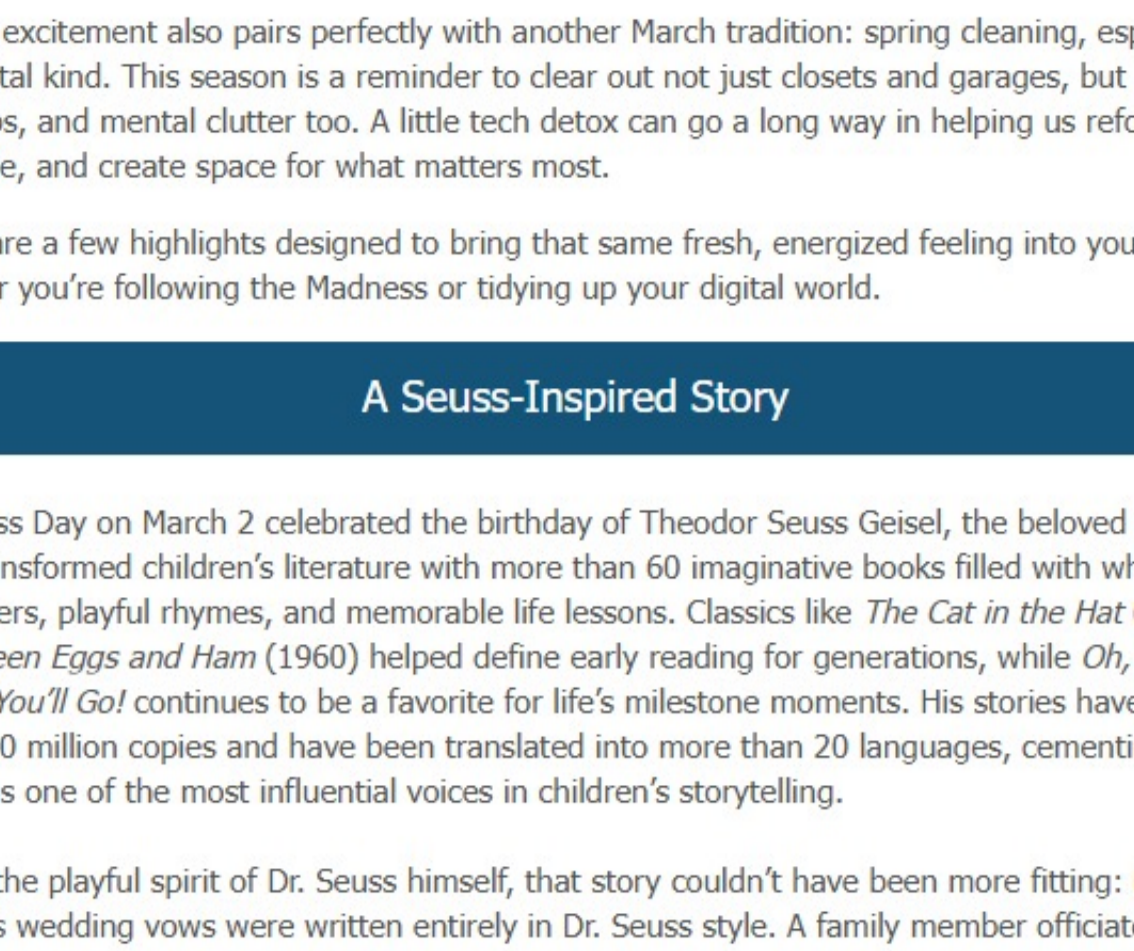 excitement also pairs perfectly with another March tradition: spring cleaning, esp
tal kind. This season is a reminder to clear out not just closets and garages, but
s, and mental clutter too. A little tech detox can go a long way in helping us refo
e, and create space for what matters most.
are a few highlights designed to bring that same fresh, energized feeling into you
r you’re following the Madness or tidying up your digital world.
A Seuss-Inspired Story
ss Day on March 2 celebrated the birthday of Theodor Seuss Geisel, the beloved
nsformed children’s literature with more than 60 imaginative books filled with wh
ers, playful rhymes, and memorable life lessons. Classics like The Cat in the Hat
een Eggs and Ham (1960) helped define early reading for generations, while Oh,
You’ll Go! continues to be a favorite for life’s milestone moments. His stories have
0 million copies and have been translated into more than 20 languages, cementi
s one of the most influential voices in children’s storytelling.
the playful spirit of Dr. Seuss himself, that story couldn’t have been more fitting:
s wedding vows were written entirely in Dr. Seuss style. A family member officiate